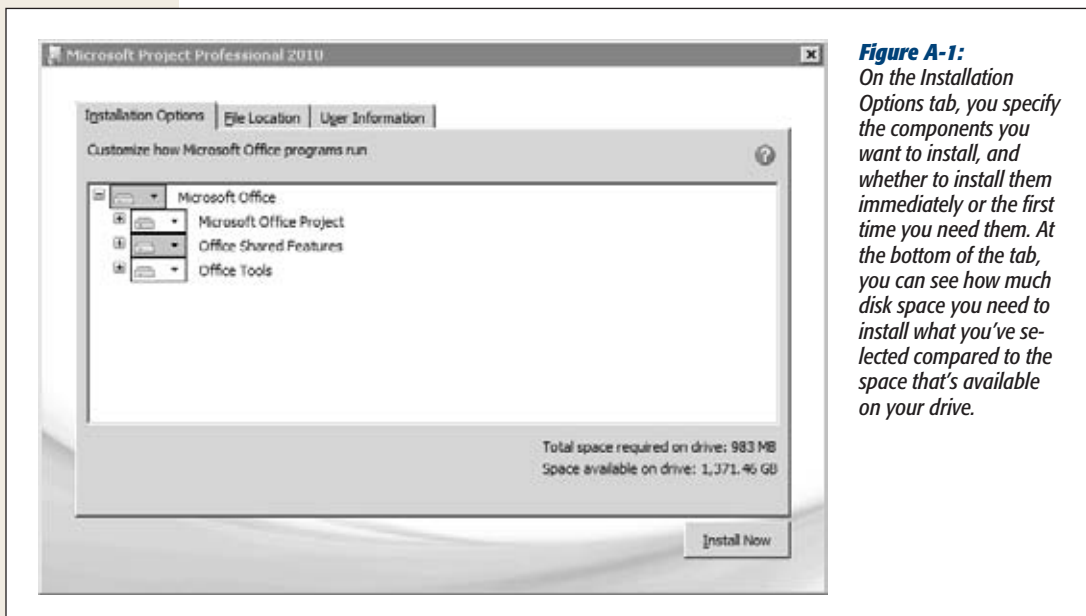 Microsoft Project Professional 2010
Installation Options
File Location
User Information
Customize how Microsoft Office programs run
Microsoft Office
Microsoft Office Project
Office Shared Features
Office Tools
Total space required on drive: 983 MB
Space available on drive: 1,371.46 GB
Install Now
Figure A-1:
On the Installation
Options tab, you specify
the components you
want to install, and
whether to install them
immediately or the first
time you need them. At
the bottom of the tab,
you can see how much
disk space you need to
install what you've se-
lected compared to the
space that's available
on your drive.